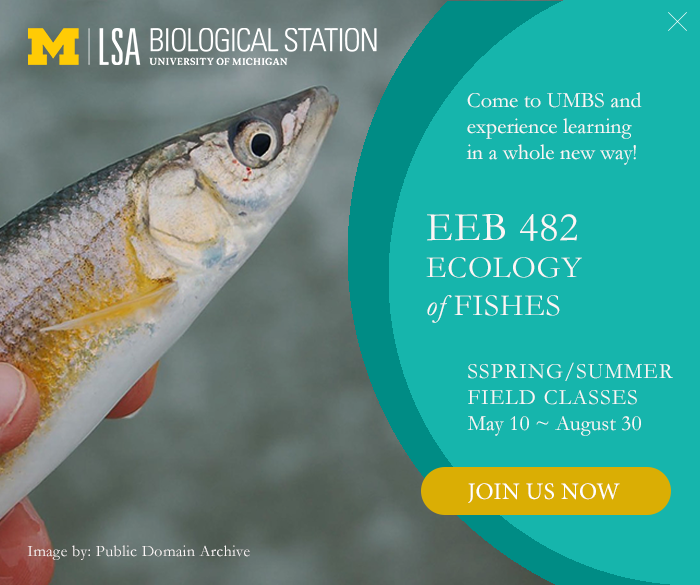 M | LSA BIOLOGICAL STATION
UNIVERSITY OF MICHIGAN
Come to UMBS and
experience learning
in a whole new way!
EEB 482
ECOLOGY
of FISHES
SSPRING/SUMMER
FIELD CLASSES
May 10 ~ August 30
JOIN US NOW
Image by: Public Domain Archive